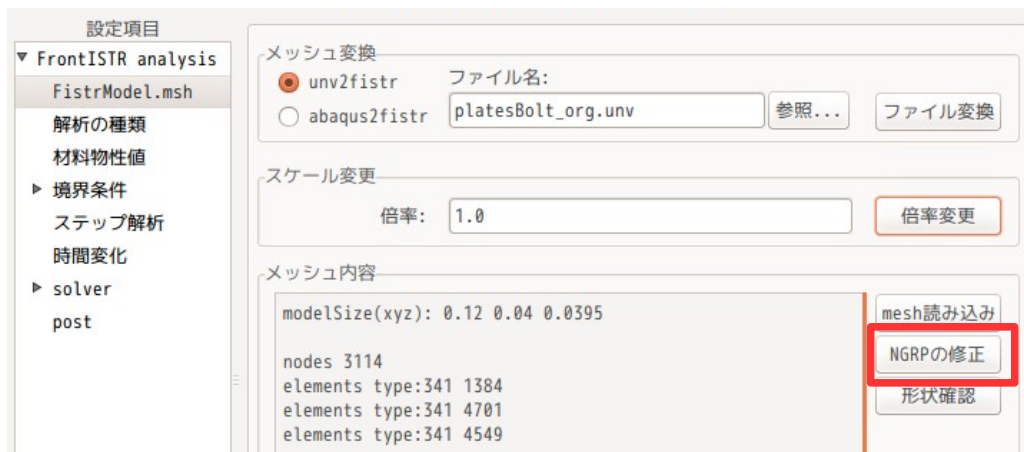 設定項目
FrontISTR analysis
FistrModel.msh
解析の種類
材料物性値
境界条件
ステップ解析
時間変化
solver
post
メッシュ変換
unv2fistr
ファイル名:
abaqus2fistr
platesBolt_org.unv
参照...
ファイル変換
スケール変更
倍率:
1.0
倍率変更
メッシュ内容
modelSize(xyz): 0.12 0.04 0.0395
nodes 3114
elements type:341 1384
elements type:341 4701
elements type:341 4549
mesh読み込み
NGRPの修正
形状確認